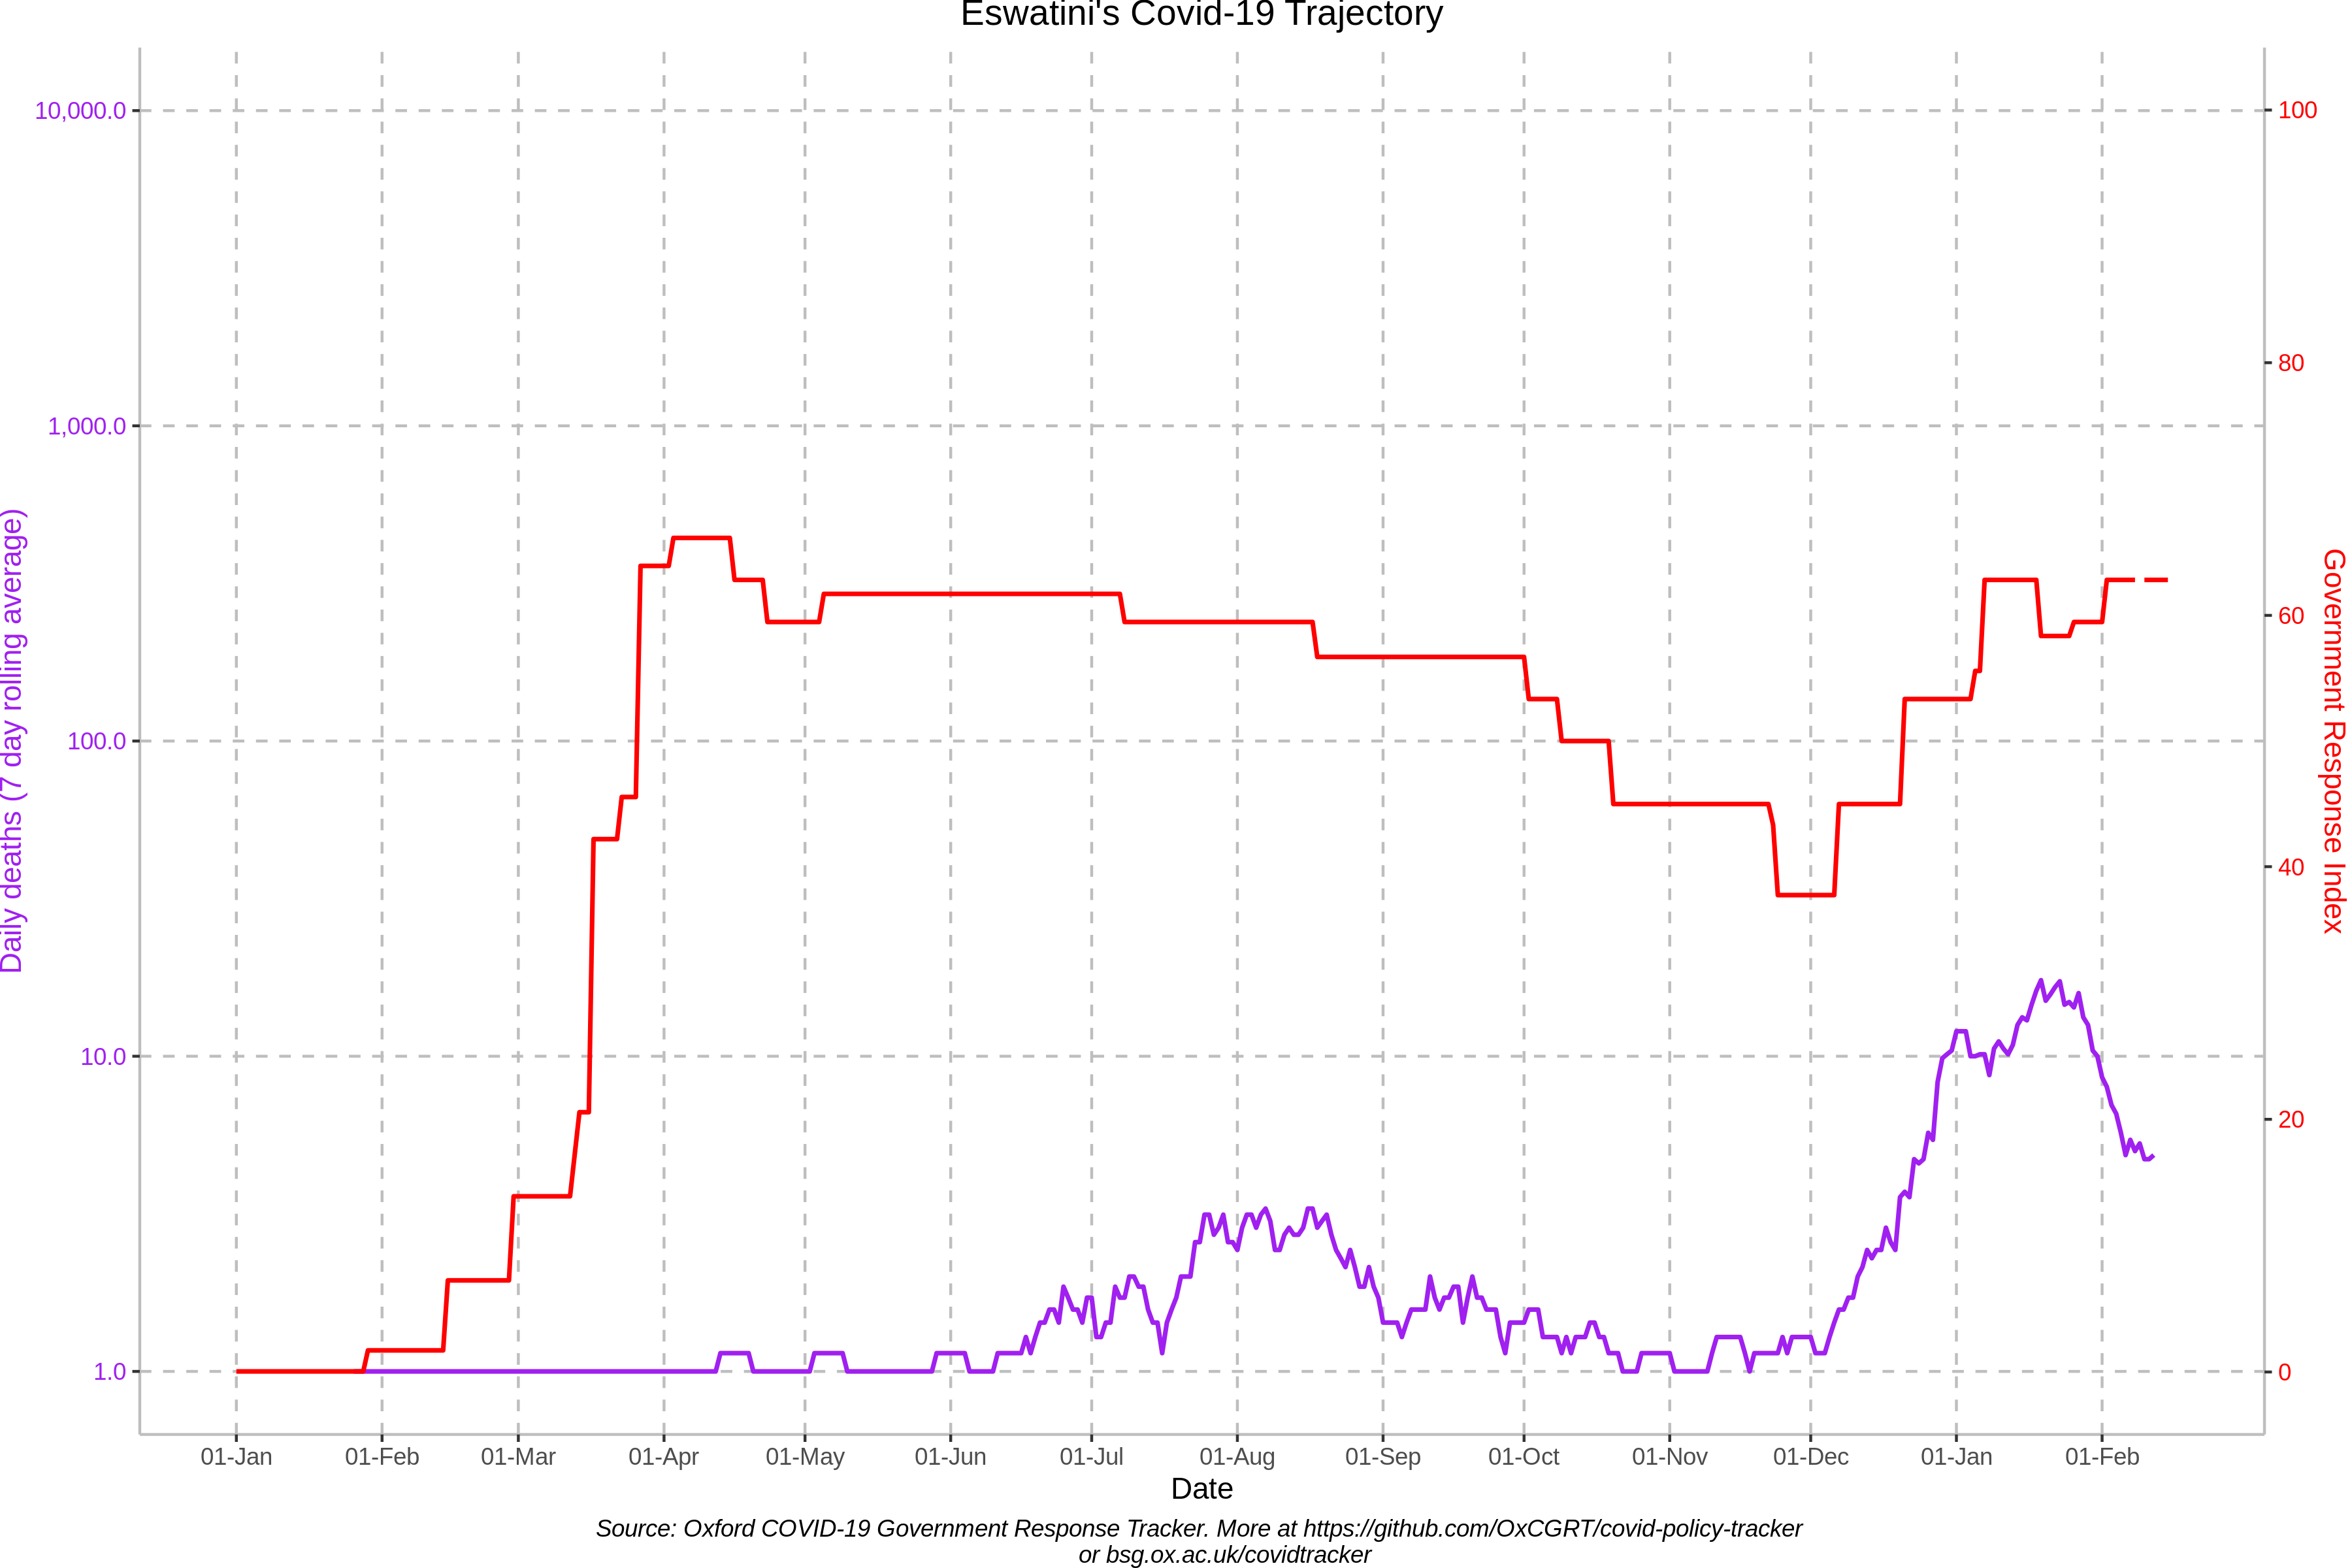 Eswatini's Covid-19 Trajectory
10,000.0
1,000.0
100.0
10.0
1.0
Daily deaths (7 day rolling average)
100
80
60
40
20
0
Government Response Index
01-Jan 01-Feb 01-Mar 01-Apr 01-May 01-Jun 01-Jul 01-Aug 01-Sep 01-Oct 01-Nov 01-Dec 01-Jan 01-Feb
Date
Source: Oxford COVID-19 Government Response Tracker. More at https://github.com/OxCGRT/covid-policy-tracker
or bsg.ox.ac.uk/covidtracker